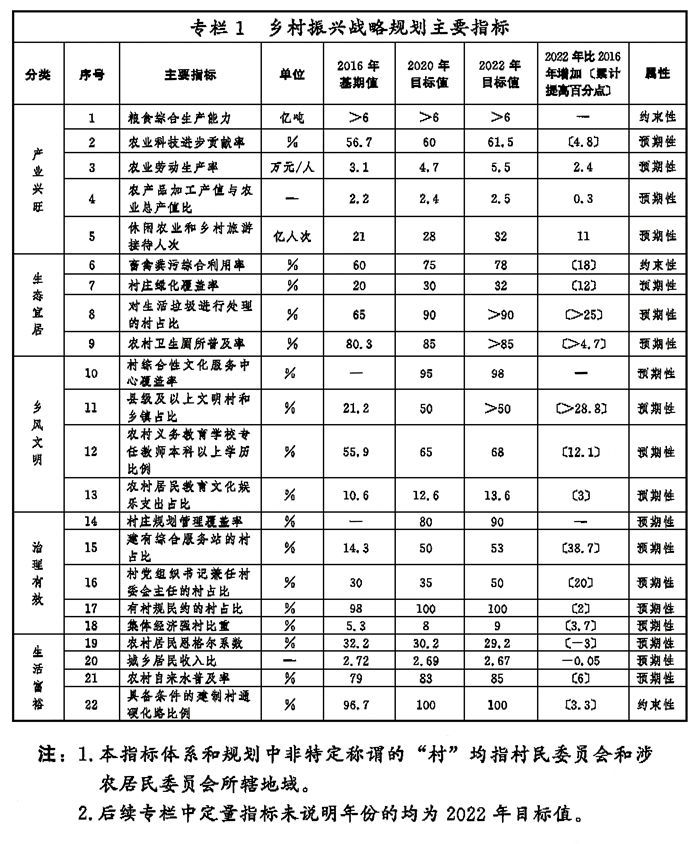 专栏1 乡村振兴战略规划主要指标
分类 序号 主要指标 单位 2016年基期值 2020年目标值 2022年目标值 2022年比2016年增加〔累计提高百分点〕 属性
产业兴旺
1 粮食综合生产能力 亿吨 >6 >6 >6 — 约束性
2 农业科技进步贡献率 % 56.7 60 61.5 〔4.8〕 预期性
3 农业劳动生产率 万元/人 3.1 4.7 5.5 2.4 预期性
4 农产品加工产值与农业总产值比 — 2.2 2.4 2.5 0.3 预期性
5 休闲农业和乡村旅游接待人次 亿人次 21 28 32 11 预期性
生态宜居
6 畜禽粪污综合利用率 % 60 75 78 〔18〕 约束性
7 村庄绿化覆盖率 % 20 30 32 〔12〕 预期性
8 对生活垃圾进行处理的村占比 % 65 90 >90 〔>25〕 预期性
9 农村卫生厕所普及率 % 80.3 85 >85 〔>4.7〕 预期性
乡风文明
10 村综合性文化服务中心覆盖率 % — 95 98 — 预期性
11 县级及以上文明村和乡镇占比 % 21.2 50 >50 〔>28.8〕 预期性
12 农村义务教育学校专任教师本科以上学历比例 % 55.9 65 68 〔12.1〕 预期性
13 农村居民教育文化娱乐支出占比 % 10.6 12.6 13.6 〔3〕 预期性
治理有效
14 村庄规划管理覆盖率 % — 80 90 — 预期性
15 建有综合服务站的村占比 % 14.3 50 53 〔38.7〕 预期性
16 村党组织书记兼任村委会主任的村占比 % 30 35 50 〔20〕 预期性
17 有村规民约的村占比 % 98 100 100 〔2〕 预期性
18 集体经济强村比重 % 5.3 8 9 〔3.7〕 预期性
生活富裕
19 农村居民恩格尔系数 % 32.2 30.2 29.2 〔-3〕 预期性
20 城乡居民收入比 — 2.72 2.69 2.67 -0.05 预期性
21 农村自来水普及率 % 79 83 85 〔6〕 预期性
22 具备条件的建制村通硬化路比例 % 96.7 100 100 〔3.3〕 约束性
注：1.本指标体系和规划中非特定称谓的“村”均指村民委员会和涉
农居民委员会所辖地域。
2.后续专栏中定量指标未说明年份的均为2022年目标值。